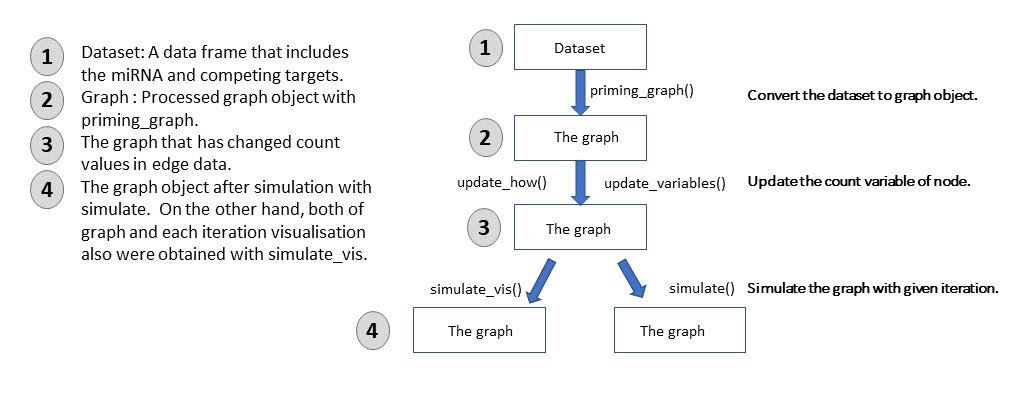 1 Dataset: A data frame that includes
the miRNA and competing targets.
2 Graph : Processed graph object with
priming_graph.
3 The graph that has changed count
values in edge data.
4 The graph object after simulation with
simulate. On the other hand, both of
graph and each iteration visualisation
also were obtained with simulate_vis.
1 Dataset
priming_graph() Convert the dataset to graph object.
2 The graph
update_how() update_variables() Update the count variable of node.
3 The graph
simulate_vis() simulate() Simulate the graph with given iteration.
4 The graph The graph